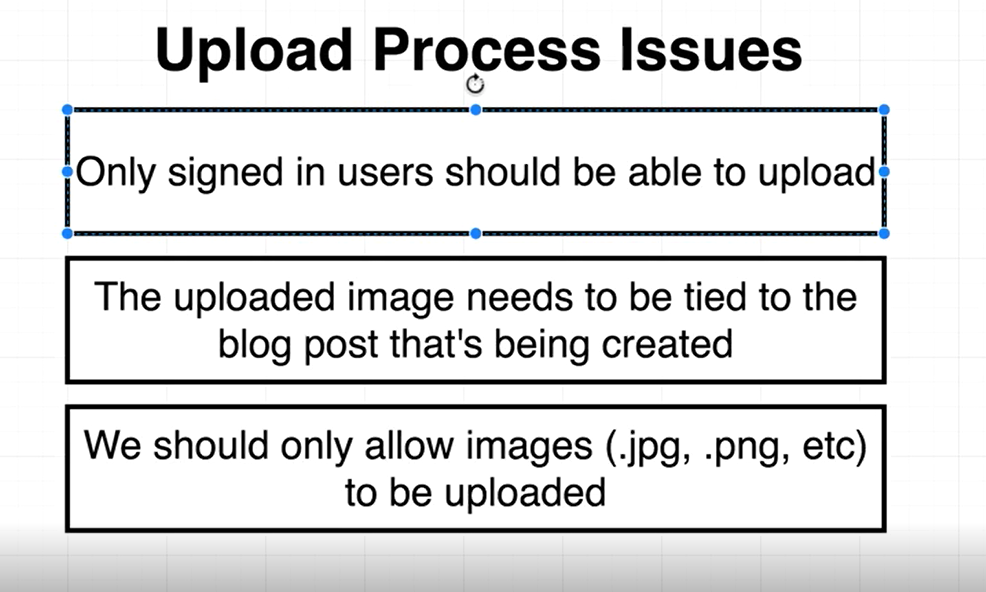 Upload Process Issues
Only signed in users should be able to upload
The uploaded image needs to be tied to the
blog post that's being created
We should only allow images (.jpg, .png, etc)
to be uploaded